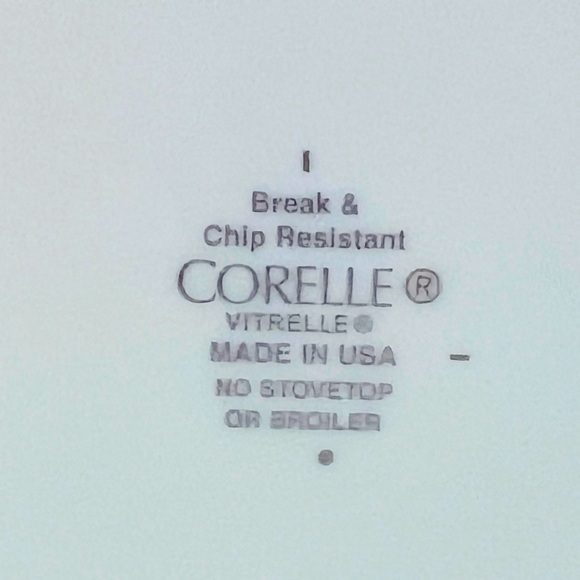 Break &
Chip Resistant
CORELLE®
VITRELLE®
MADE IN USA
NO STOVETOP
OR BROILER